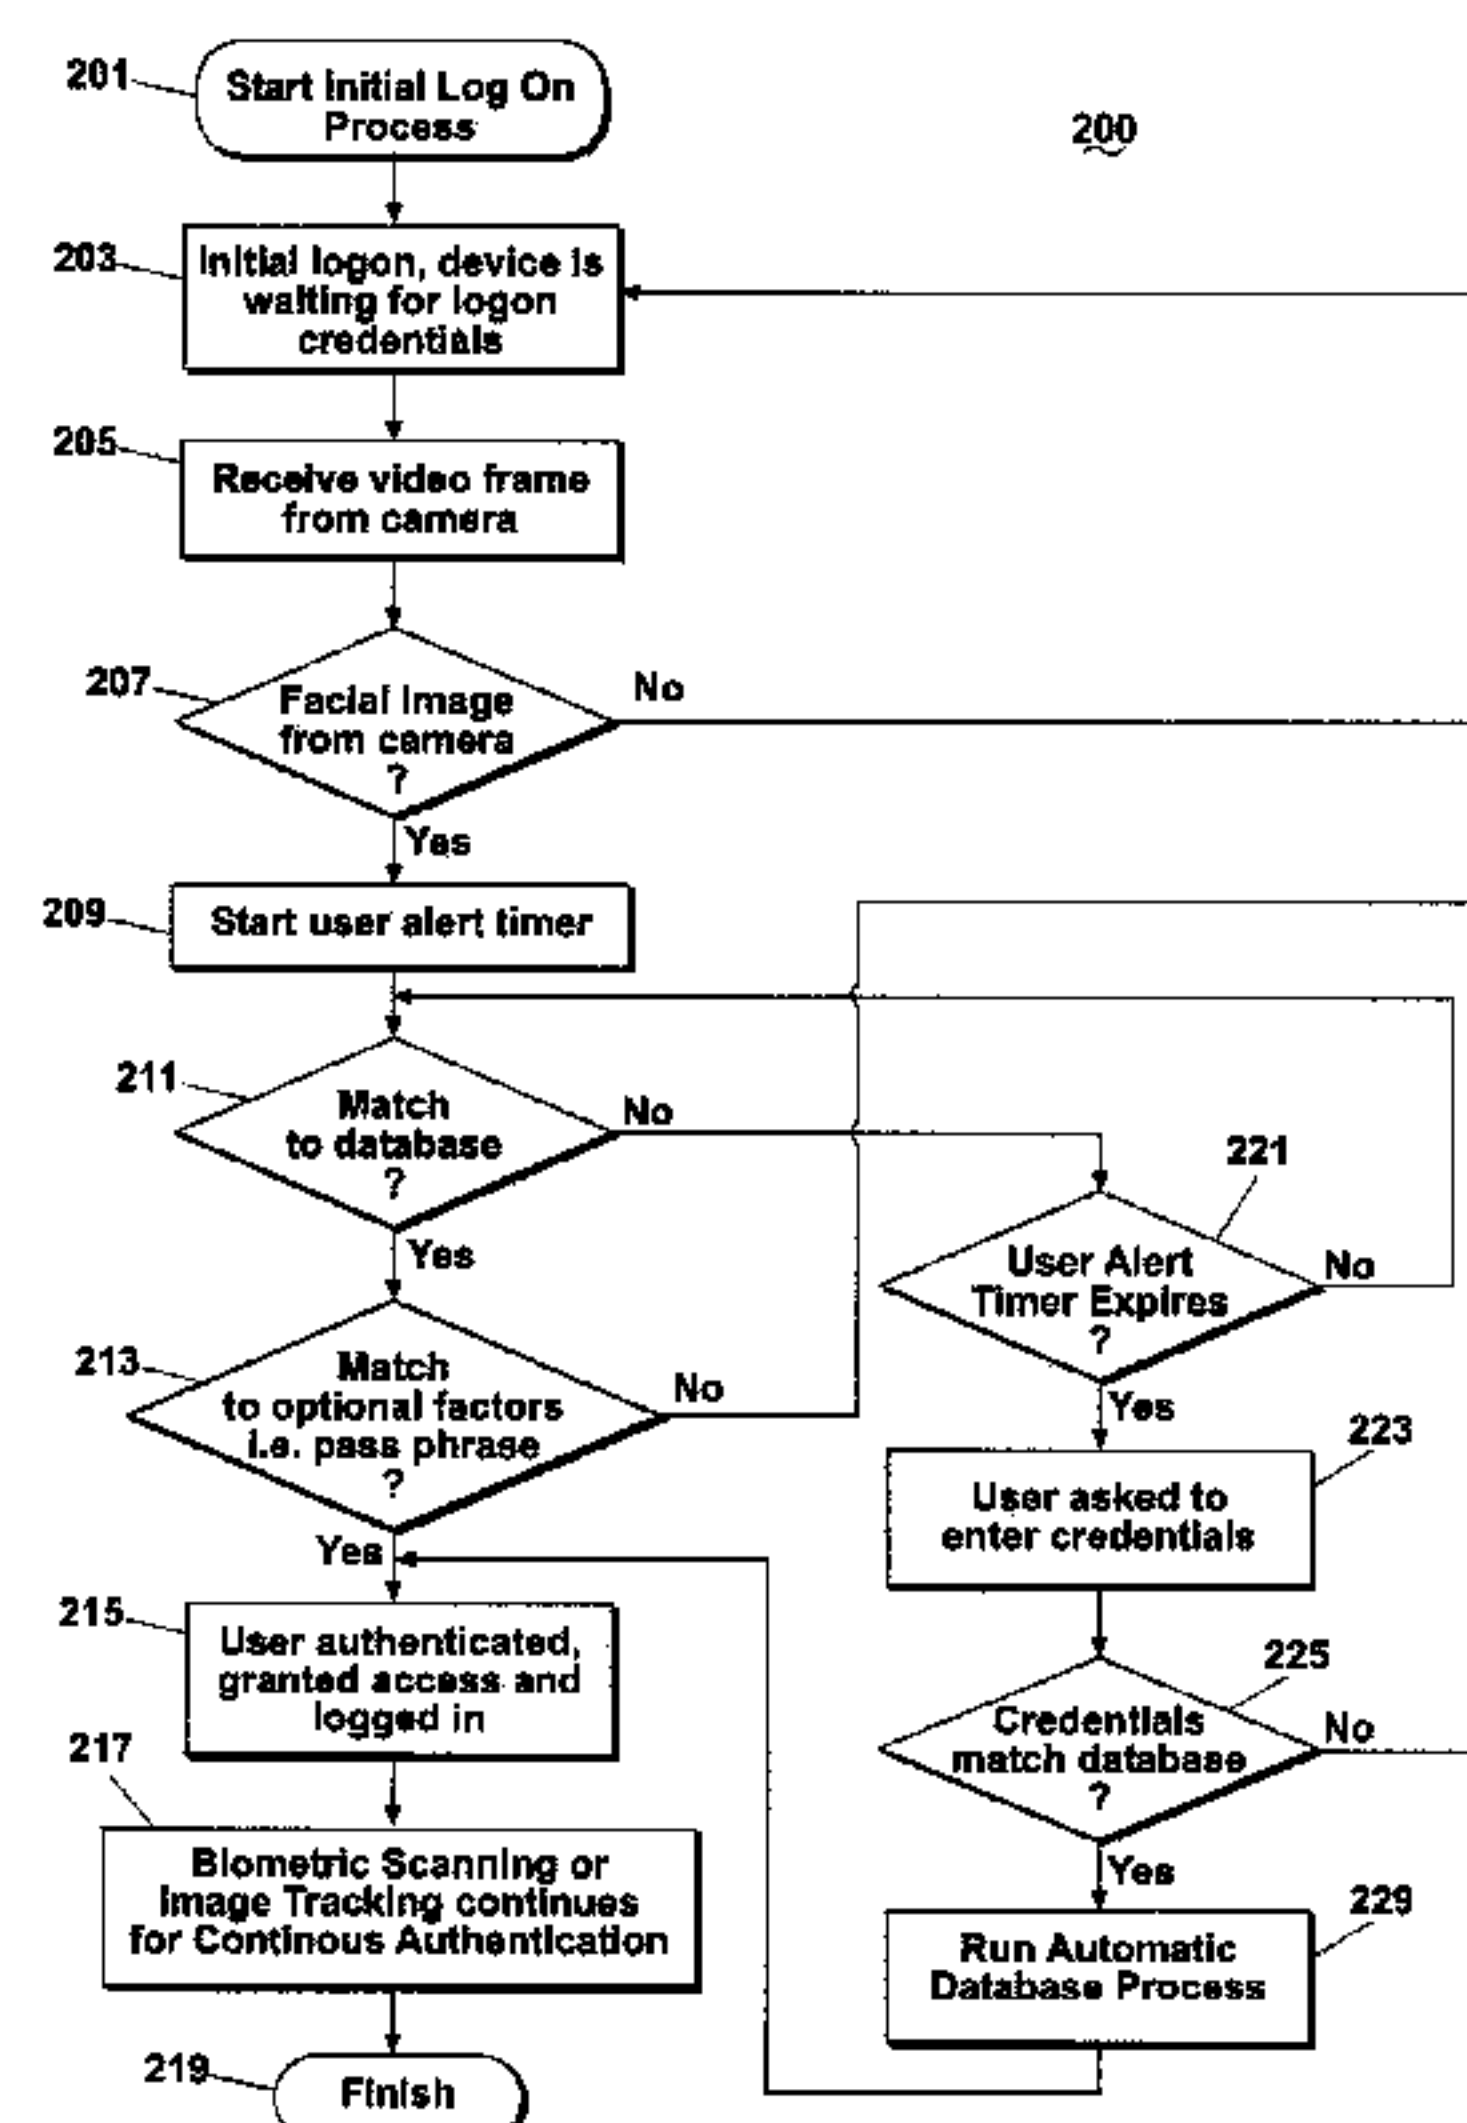 201
Start Initial Log On
Process
200
203
Initial logon, device is
waiting for logon
credentials
205
Receive video frame
from camera
207
Facial Image
from camera
?
No
Yes
209
Start user alert timer
211
Match
to database
?
No
Yes
221
User Alert
Timer Expires
?
No
Yes
213
Match
to optional factors
i.e. pass phrase
?
No
Yes
223
User asked to
enter credentials
215
User authenticated,
granted access and
logged in
225
Credentials
match database
?
No
Yes
217
Biometric Scanning or
Image Tracking continues
for Continous Authentication
229
Run Automatic
Database Process
219
Finish